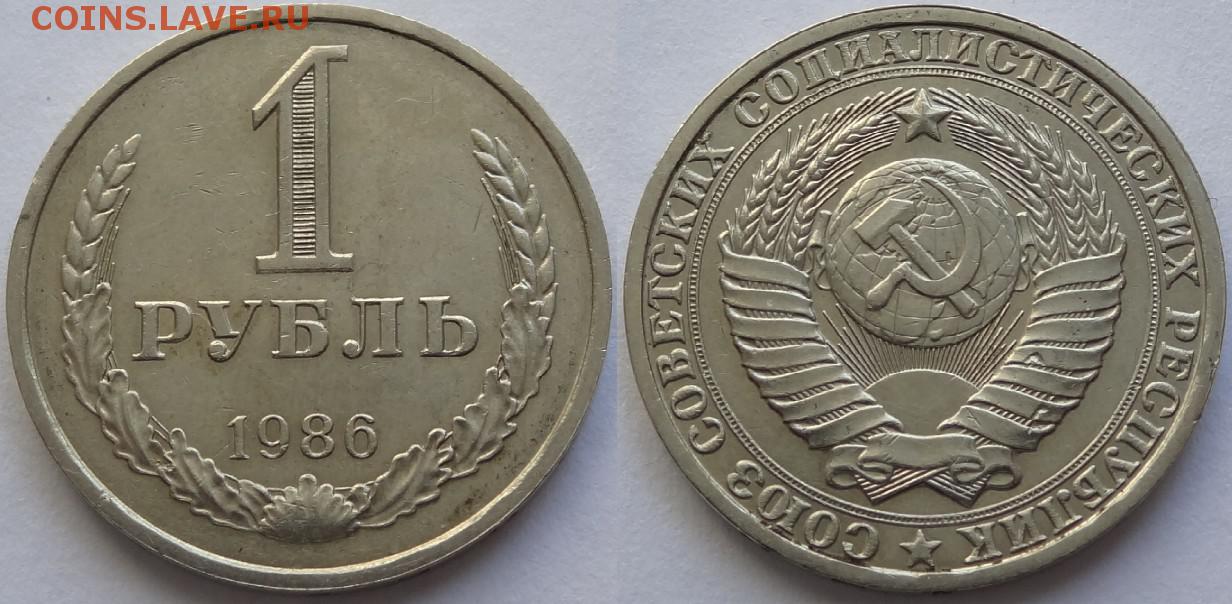 COINS.LAVE.RU
1
РУБЛЬ
1986
СОЮЗ СОВЕТСКИХ СОЦИАЛИСТИЧЕСКИХ РЕСПУБЛИК